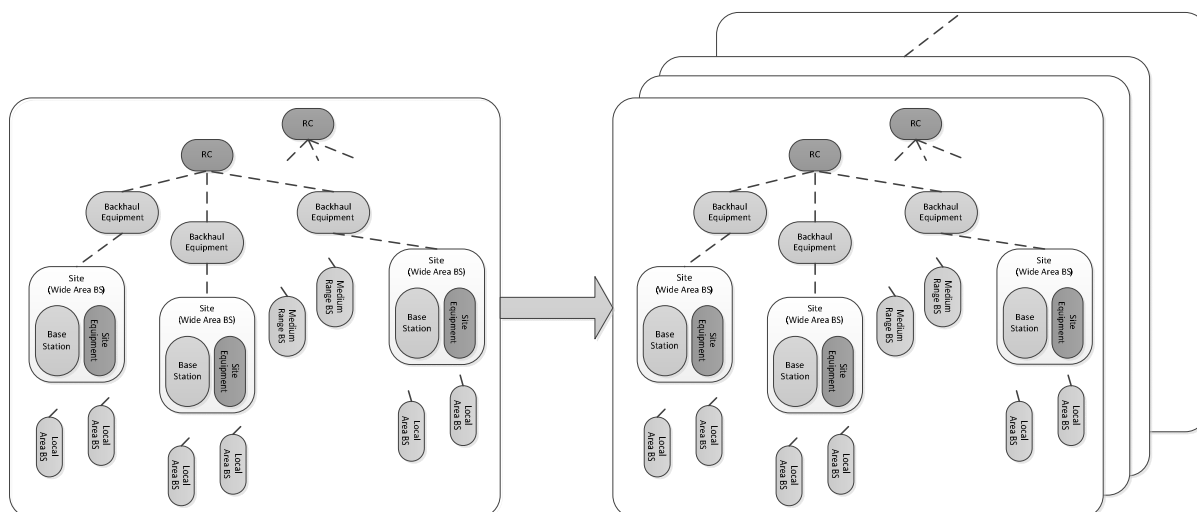 RC
RC
Backhaul
Equipment
Backhaul
Equipment
Backhaul
Equipment
Site
(Wide Area BS)
Base
Station
Site
Equipment
Site
(Wide Area BS)
Base
Station
Site
Equipment
Medium
Range BS
Medium
Range BS
Site
(Wide Area BS)
Base
Station
Site
Equipment
Local
Area BS
Local
Area BS
Local
Area BS
Local
Area BS
Local
Area BS
Local
Area BS
RC
RC
Backhaul
Equipment
Backhaul
Equipment
Backhaul
Equipment
Site
(Wide Area BS)
Base
Station
Site
Equipment
Site
(Wide Area BS)
Base
Station
Site
Equipment
Medium
Range BS
Medium
Range BS
Site
(Wide Area BS)
Base
Station
Site
Equipment
Local
Area BS
Local
Area BS
Local
Area BS
Local
Area BS
Local
Area BS
Local
Area BS